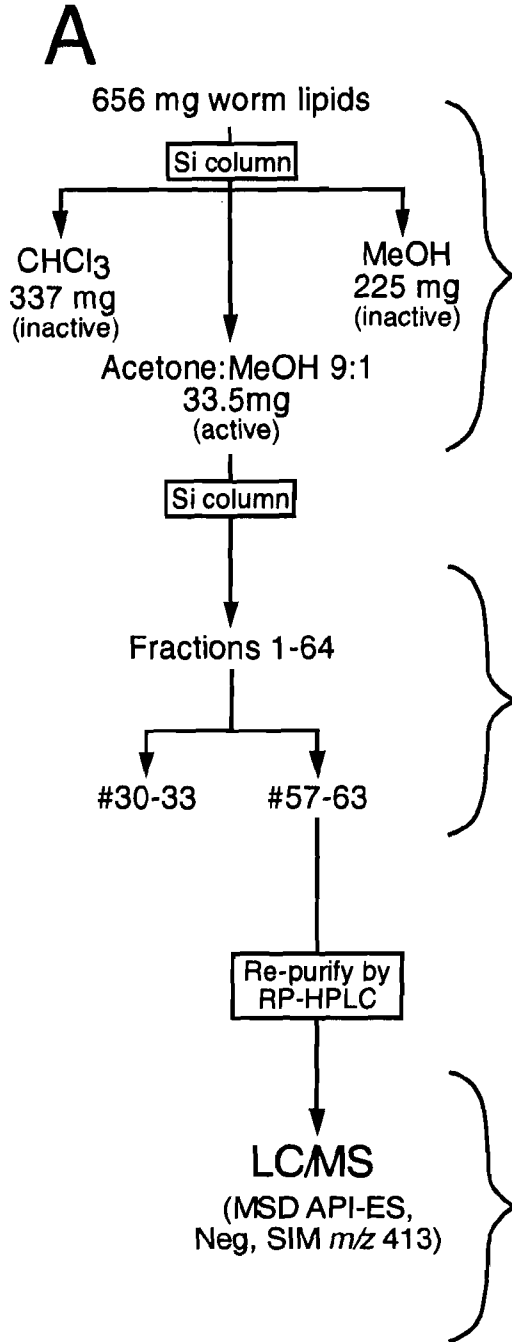 A
656 mg worm lipids
Si column
CHCl3
337 mg
(inactive)
MeOH
225 mg
(inactive)
Acetone:MeOH 9:1
33.5mg
(active)
Si column
Fractions 1-64
#30-33
#57-63
Re-purify by
RP-HPLC
LC/MS
(MSD API-ES,
Neg, SIM m/z 413)